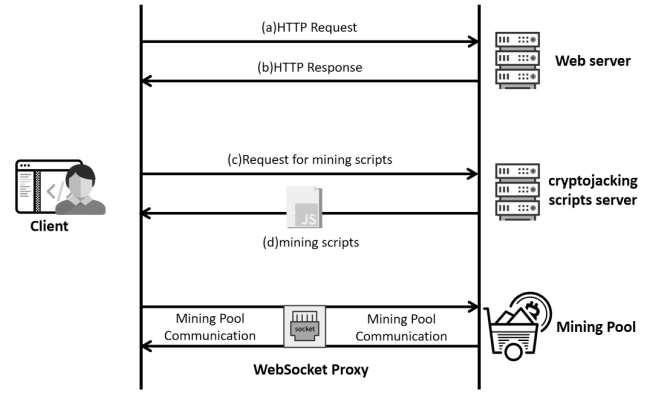 (a)HTTP Request
(b)HTTP Response
Web server
(c)Request for mining scripts
JS
(d)mining scripts
cryptojacking
scripts server
</>
Client
Mining Pool
Communication
socket
Mining Pool
Communication
Mining Pool
WebSocket Proxy